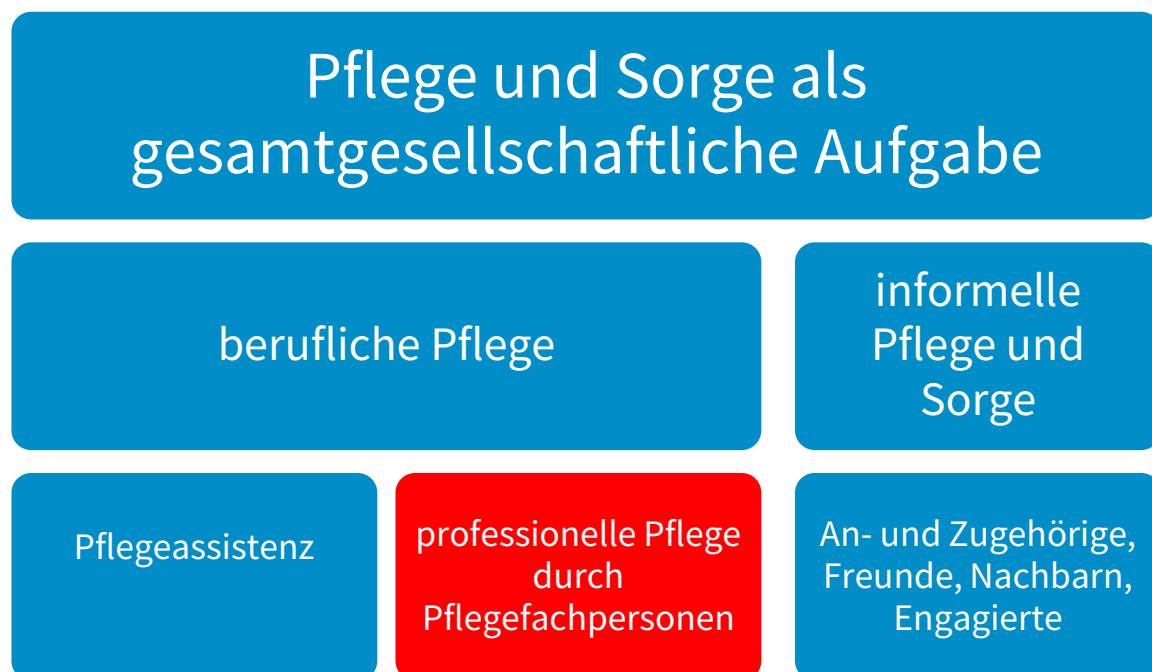 Pflege und Sorge als
gesamtgesellschaftliche Aufgabe
berufliche Pflege
informelle
Pflege und
Sorge
Pflegeassistenz
professionelle Pflege
durch
Pflegefachpersonen
An- und Zugehörige,
Freunde, Nachbarn,
Engagierte